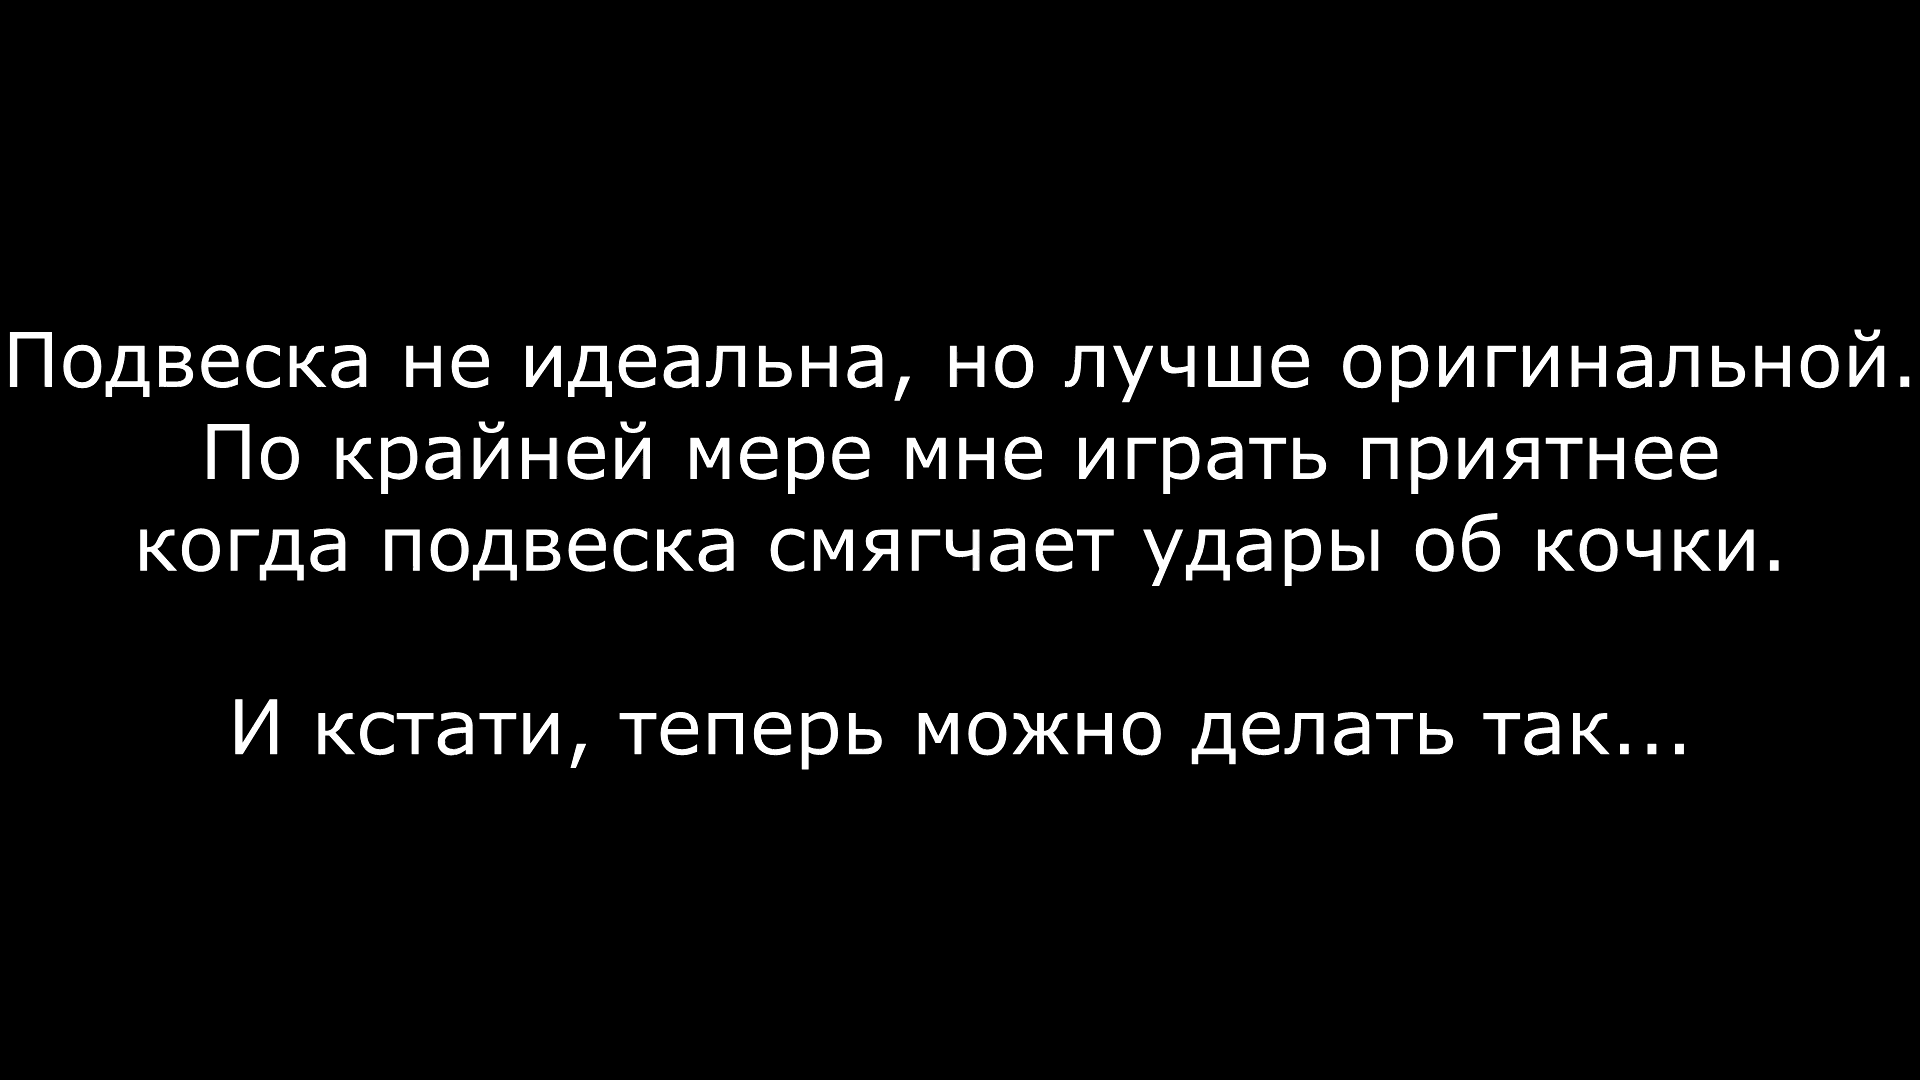 Подвеска не идеальна, но лучше оригинальной.
По крайней мере мне играть приятнее
когда подвеска смягчает удары об кочки.
И кстати, теперь можно делать так...